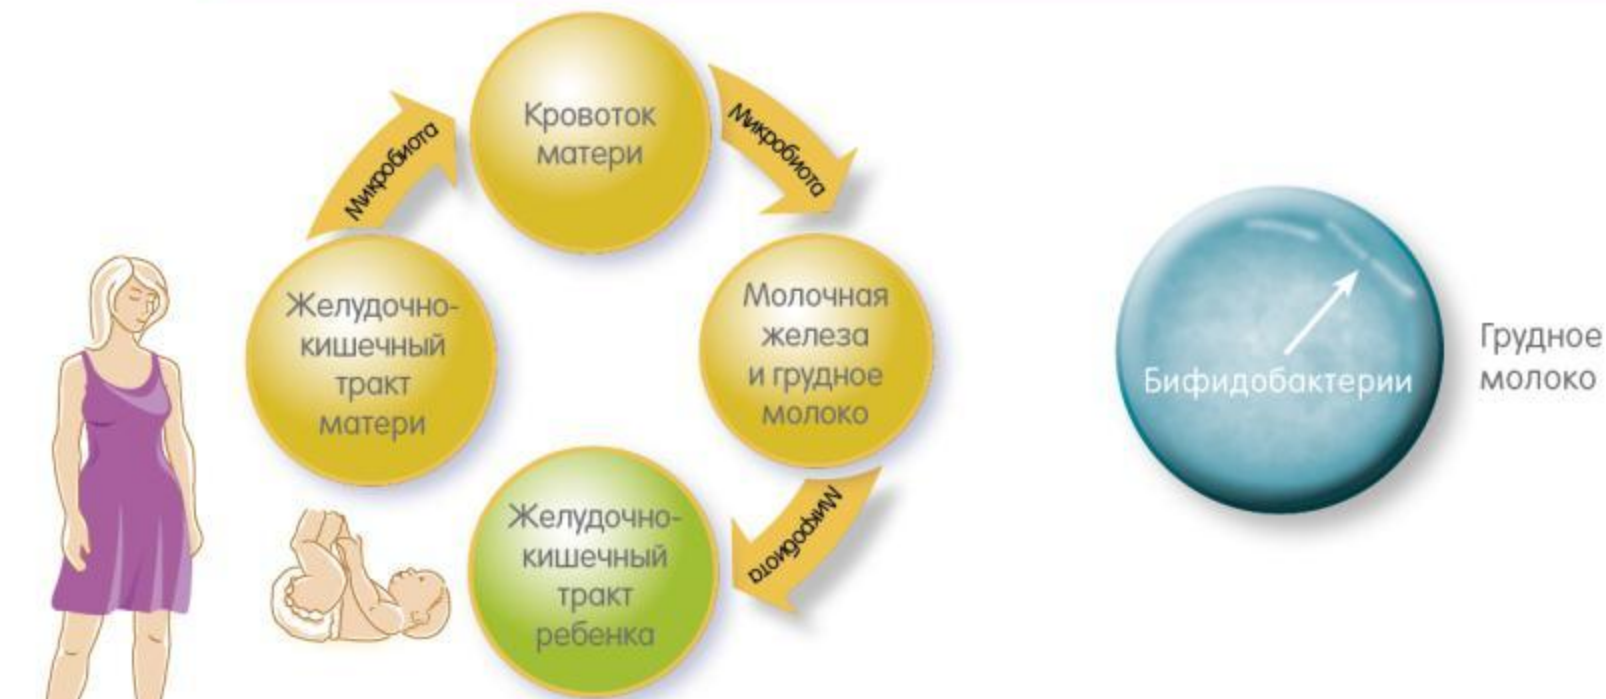 Кровоток
матери
Микробиота
Микробиота
Желудочно-
кишечный
тракт
матери
Молочная
железа
и грудное
молоко
Микробиота
Желудочно-
кишечный
тракт
ребенка
Бифидобактерии
Грудное
молоко